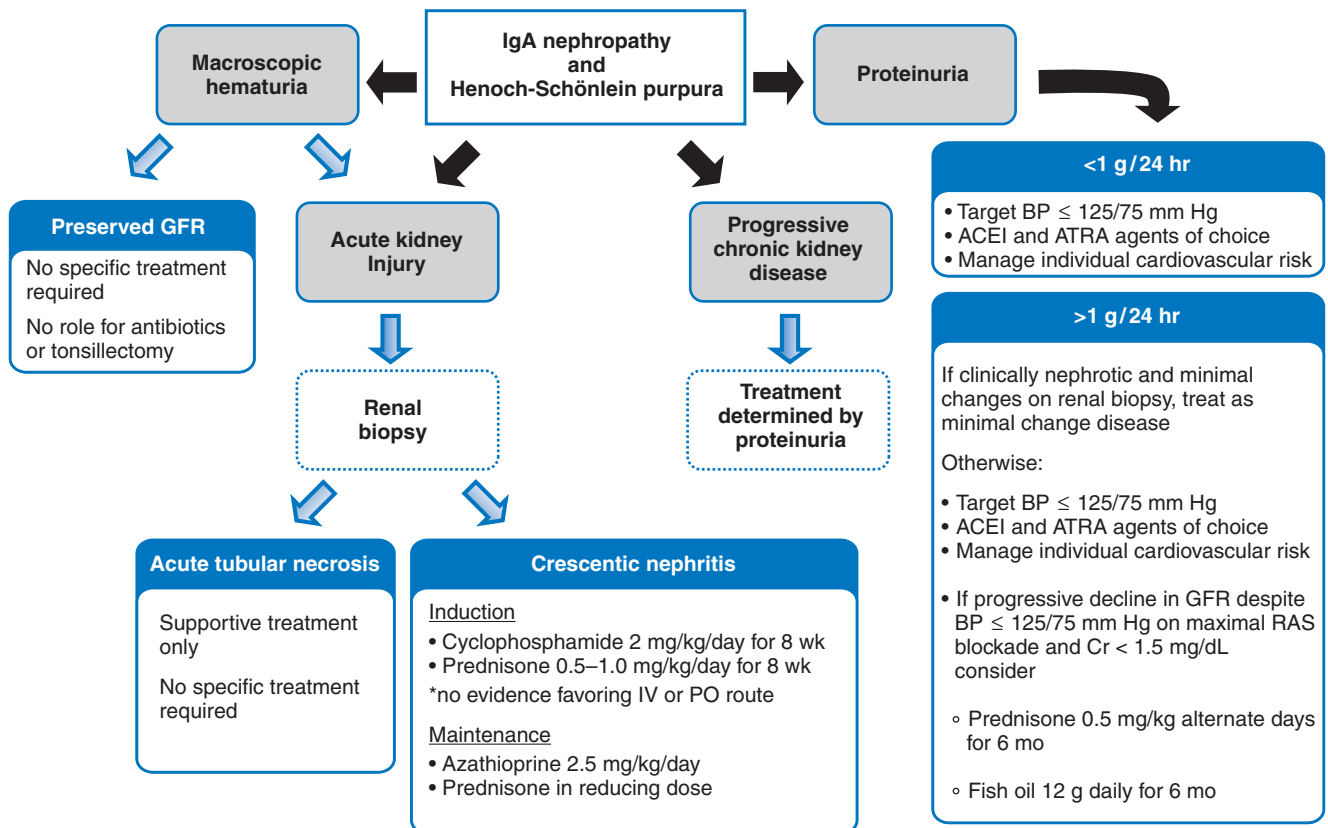 IgA nephropathy
and
Henoch-Schönlein purpura
Macroscopic
hematuria
Proteinuria
Preserved GFR
No specific treatment
required
No role for antibiotics
or tonsillectomy
Acute kidney
Injury
Progressive
chronic kidney
disease
<1 g/24 hr
• Target BP ≤ 125/75 mm Hg
• ACEI and ATRA agents of choice
• Manage individual cardiovascular risk
>1 g/24 hr
If clinically nephrotic and minimal
changes on renal biopsy, treat as
minimal change disease
Otherwise:
• Target BP ≤ 125/75 mm Hg
• ACEI and ATRA agents of choice
• Manage individual cardiovascular risk
• If progressive decline in GFR despite
BP ≤ 125/75 mm Hg on maximal RAS
blockade and Cr < 1.5 mg/dL
consider
◦ Prednisone 0.5 mg/kg alternate days
for 6 mo
◦ Fish oil 12 g daily for 6 mo
Renal
biopsy
Treatment
determined by
proteinuria
Acute tubular necrosis
Supportive treatment
only
No specific treatment
required
Crescentic nephritis
Induction
• Cyclophosphamide 2 mg/kg/day for 8 wk
• Prednisone 0.5–1.0 mg/kg/day for 8 wk
*no evidence favoring IV or PO route
Maintenance
• Azathioprine 2.5 mg/kg/day
• Prednisone in reducing dose